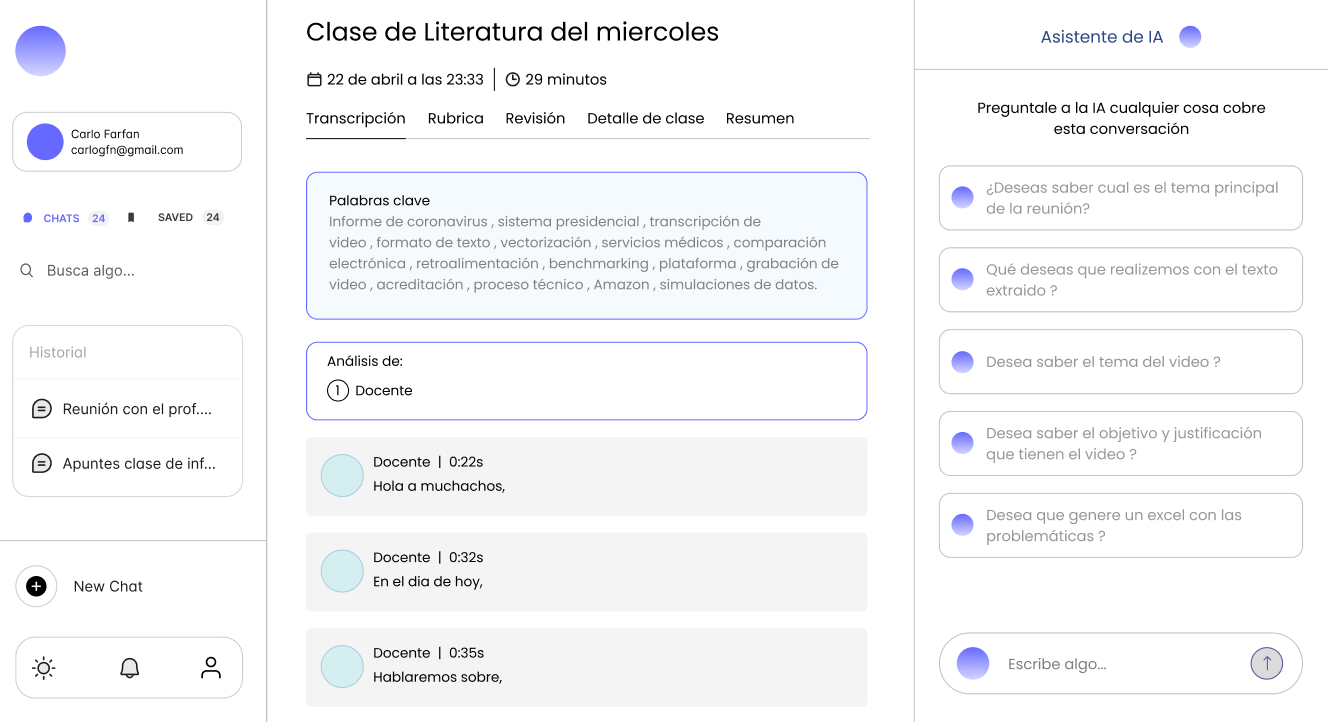 Carlo Farfan
carlogfn@gmail.com
CHATS 24 SAVED 24
Busca algo...
Historial
Reunión con el prof....
Apuntes clase de inf...
New Chat
Clase de Literatura del miercoles
22 de abril a las 23:33 29 minutos
Transcripción Rubrica Revisión Detalle de clase Resumen
Palabras clave
Informe de coronavirus , sistema presidencial , transcripción de
video , formato de texto , vectorización , servicios médicos , comparación
electrónica , retroalimentación , benchmarking , plataforma , grabación de
video , acreditación , proceso técnico , Amazon , simulaciones de datos.
Análisis de:
1 Docente
Docente | 0:22s
Hola a muchachos,
Docente | 0:32s
En el dia de hoy,
Docente | 0:35s
Hablaremos sobre,
Asistente de IA
Preguntale a la IA cualquier cosa cobre
esta conversación
¿Deseas saber cual es el tema principal
de la reunión?
Qué deseas que realizemos con el texto
extraido ?
Desea saber el tema del video ?
Desea saber el objetivo y justificación
que tienen el video ?
Desea que genere un excel con las
problemáticas ?
Escribe algo...